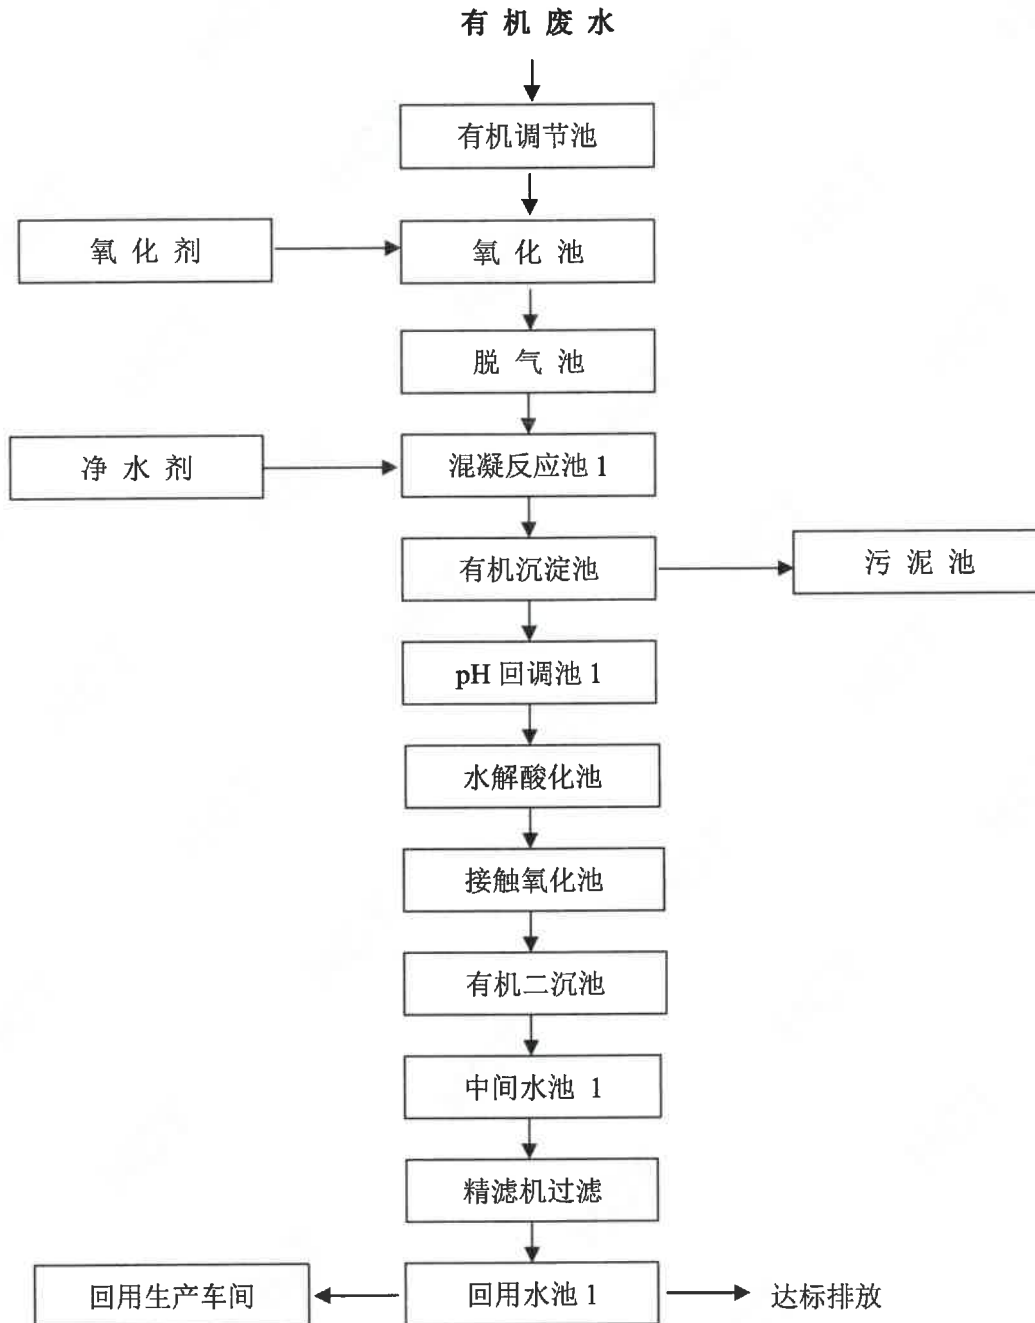 有 机 废 水
有机调节池
氧 化 剂
氧 化 池
脱 气 池
净 水 剂
混凝反应池 1
有机沉淀池
污 泥 池
pH 回调池 1
水解酸化池
接触氧化池
有机二沉池
中间水池 1
精滤机过滤
回用生产车间
回用水池 1
达标排放